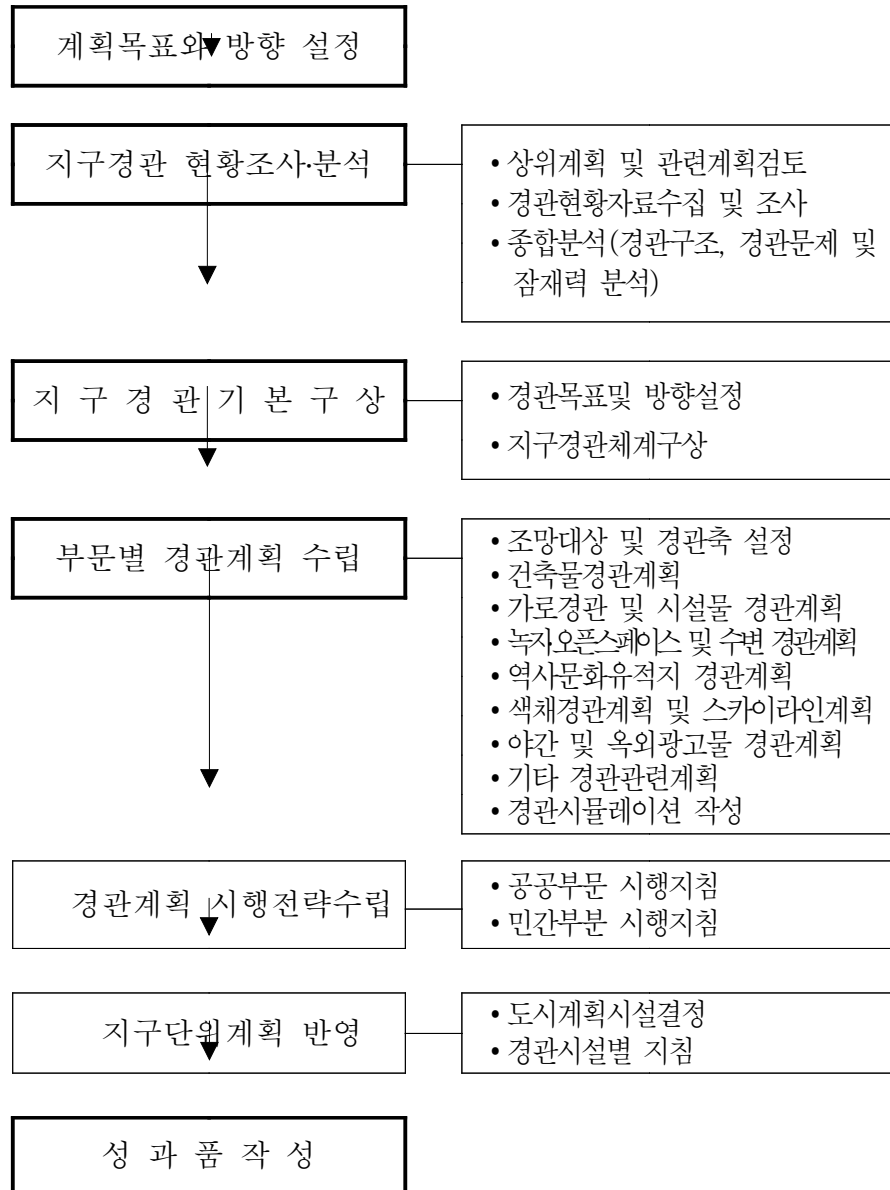 계획목표와 방향 설정
지구경관 현황조사·분석
• 상위계획 및 관련계획검토
• 경관현황자료수집 및 조사
• 종합분석(경관구조, 경관문제 및
잠재력 분석)
지 구 경 관 기 본 구 상
• 경관목표및 방향설정
• 지구경관체계구상
부문별 경관계획 수립
• 조망대상 및 경관축 설정
• 건축물경관계획
• 가로경관 및 시설물 경관계획
• 녹지·오픈스페이스 및 수변 경관계획
• 역사문화유적지 경관계획
• 색채경관계획 및 스카이라인계획
• 야간 및 옥외광고물 경관계획
• 기타 경관관련계획
• 경관시뮬레이션 작성
경관계획 시행전략수립
• 공공부문 시행지침
• 민간부분 시행지침
지구단위계획 반영
• 도시계획시설결정
• 경관시설별 지침
성 과 품 작 성